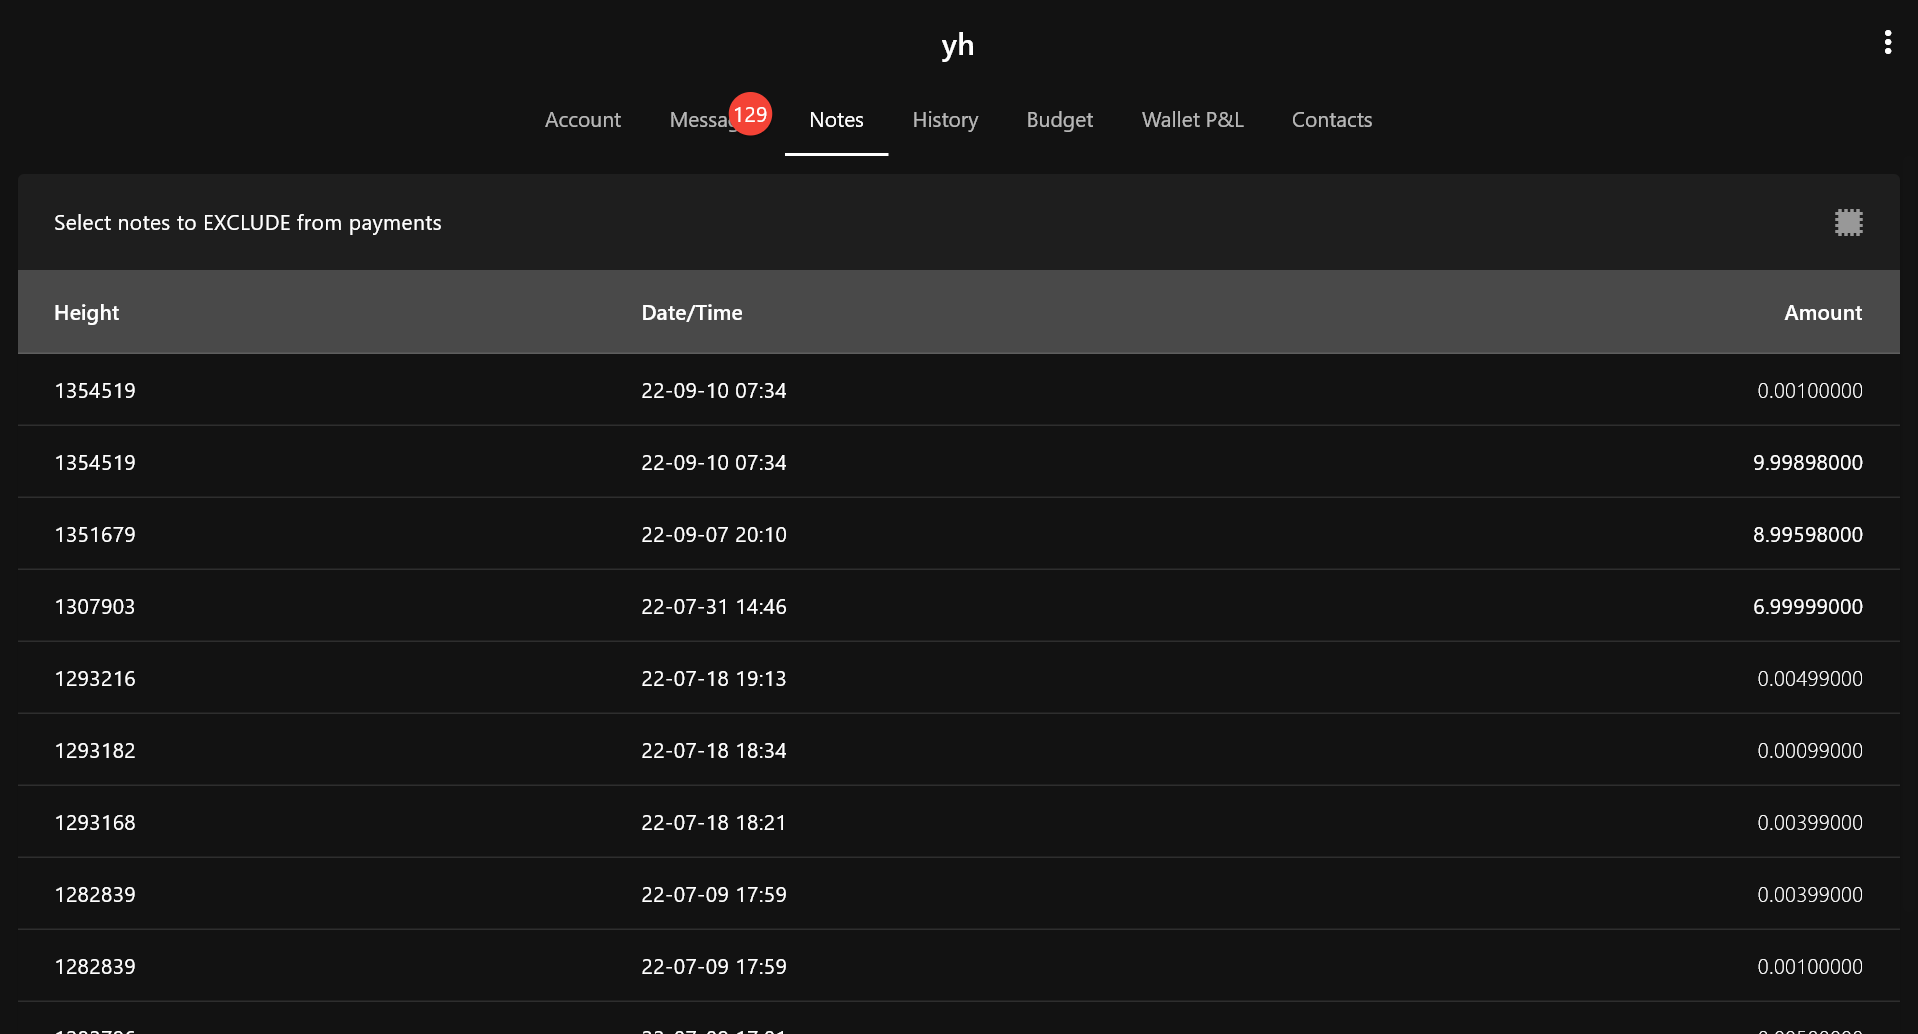 yh
Account Messag 129 Notes History Budget Wallet P&L Contacts
Select notes to EXCLUDE from payments
Height Date/Time Amount
1354519 22-09-10 07:34 0.00100000
1354519 22-09-10 07:34 9.99898000
1351679 22-09-07 20:10 8.99598000
1307903 22-07-31 14:46 6.99999000
1293216 22-07-18 19:13 0.00499000
1293182 22-07-18 18:34 0.00099000
1293168 22-07-18 18:21 0.00399000
1282839 22-07-09 17:59 0.00399000
1282839 22-07-09 17:59 0.00100000